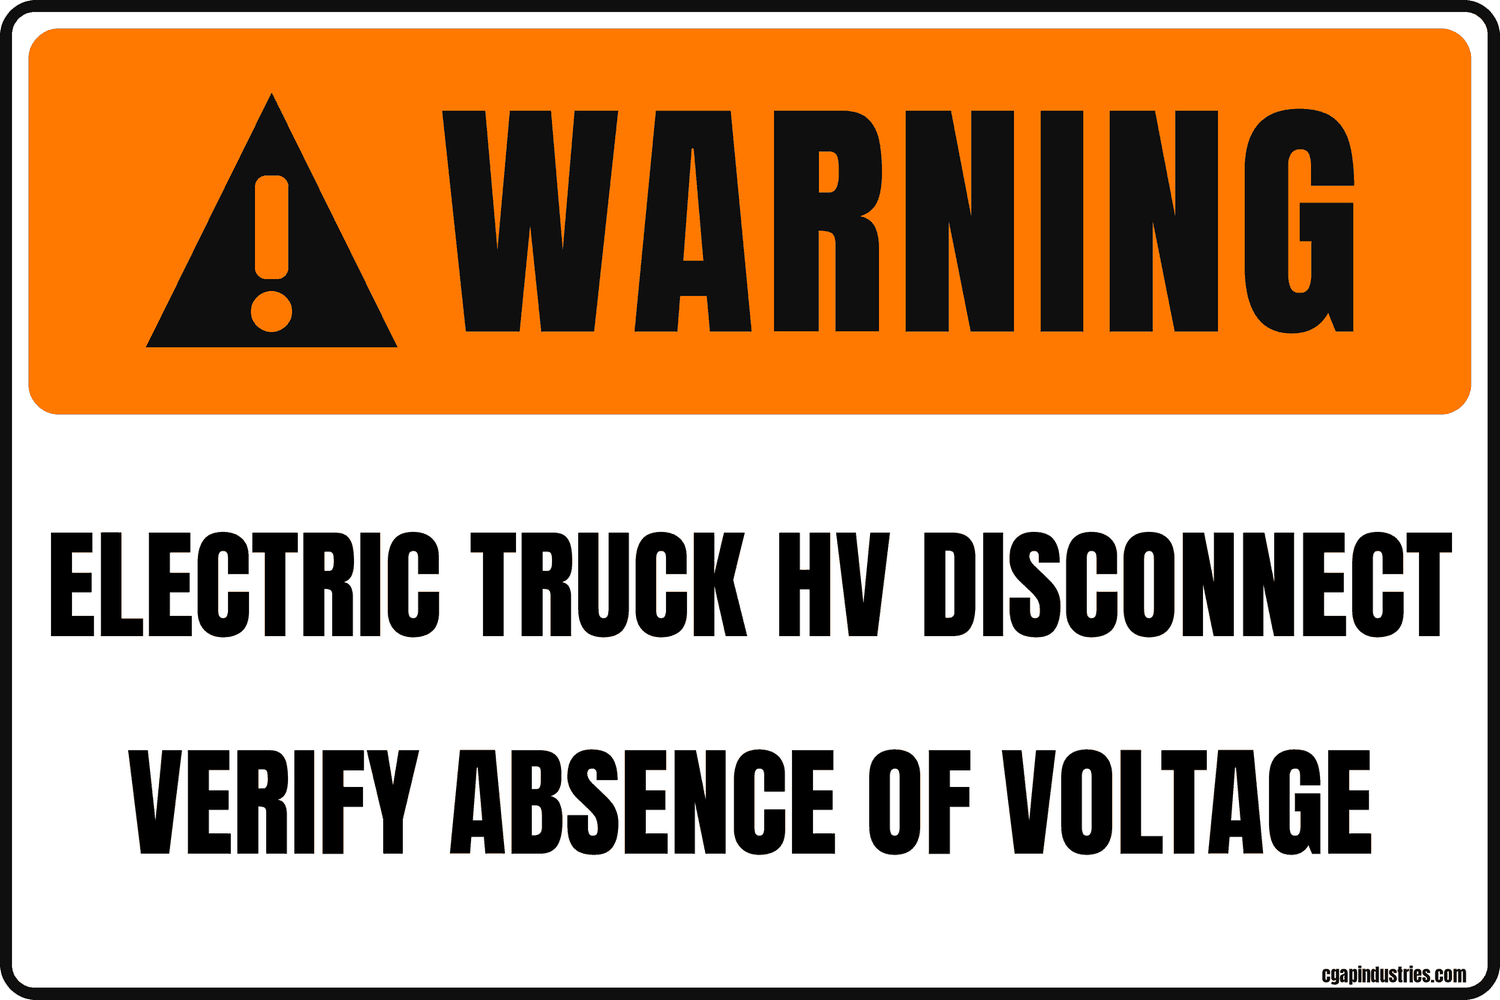 WARNING
ELECTRIC TRUCK HV DISCONNECT
VERIFY ABSENCE OF VOLTAGE
cgapindustries.com